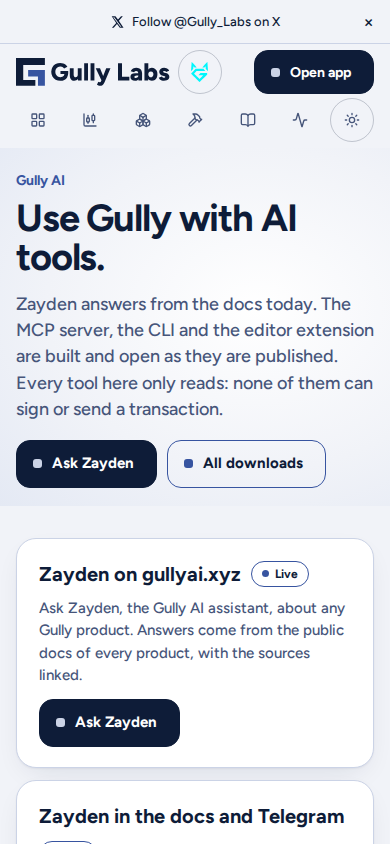 Follow @Gully_Labs on X
×
Gully Labs
Open app
Gully AI
Use Gully with AI
tools.
Zayden answers from the docs today. The
MCP server, the CLI and the editor extension
are built and open as they are published.
Every tool here only reads: none of them can
sign or send a transaction.
Ask Zayden
All downloads
Zayden on gullyai.xyz
Live
Ask Zayden, the Gully AI assistant, about any
Gully product. Answers come from the public
docs of every product, with the sources
linked.
Ask Zayden
Zayden in the docs and Telegram